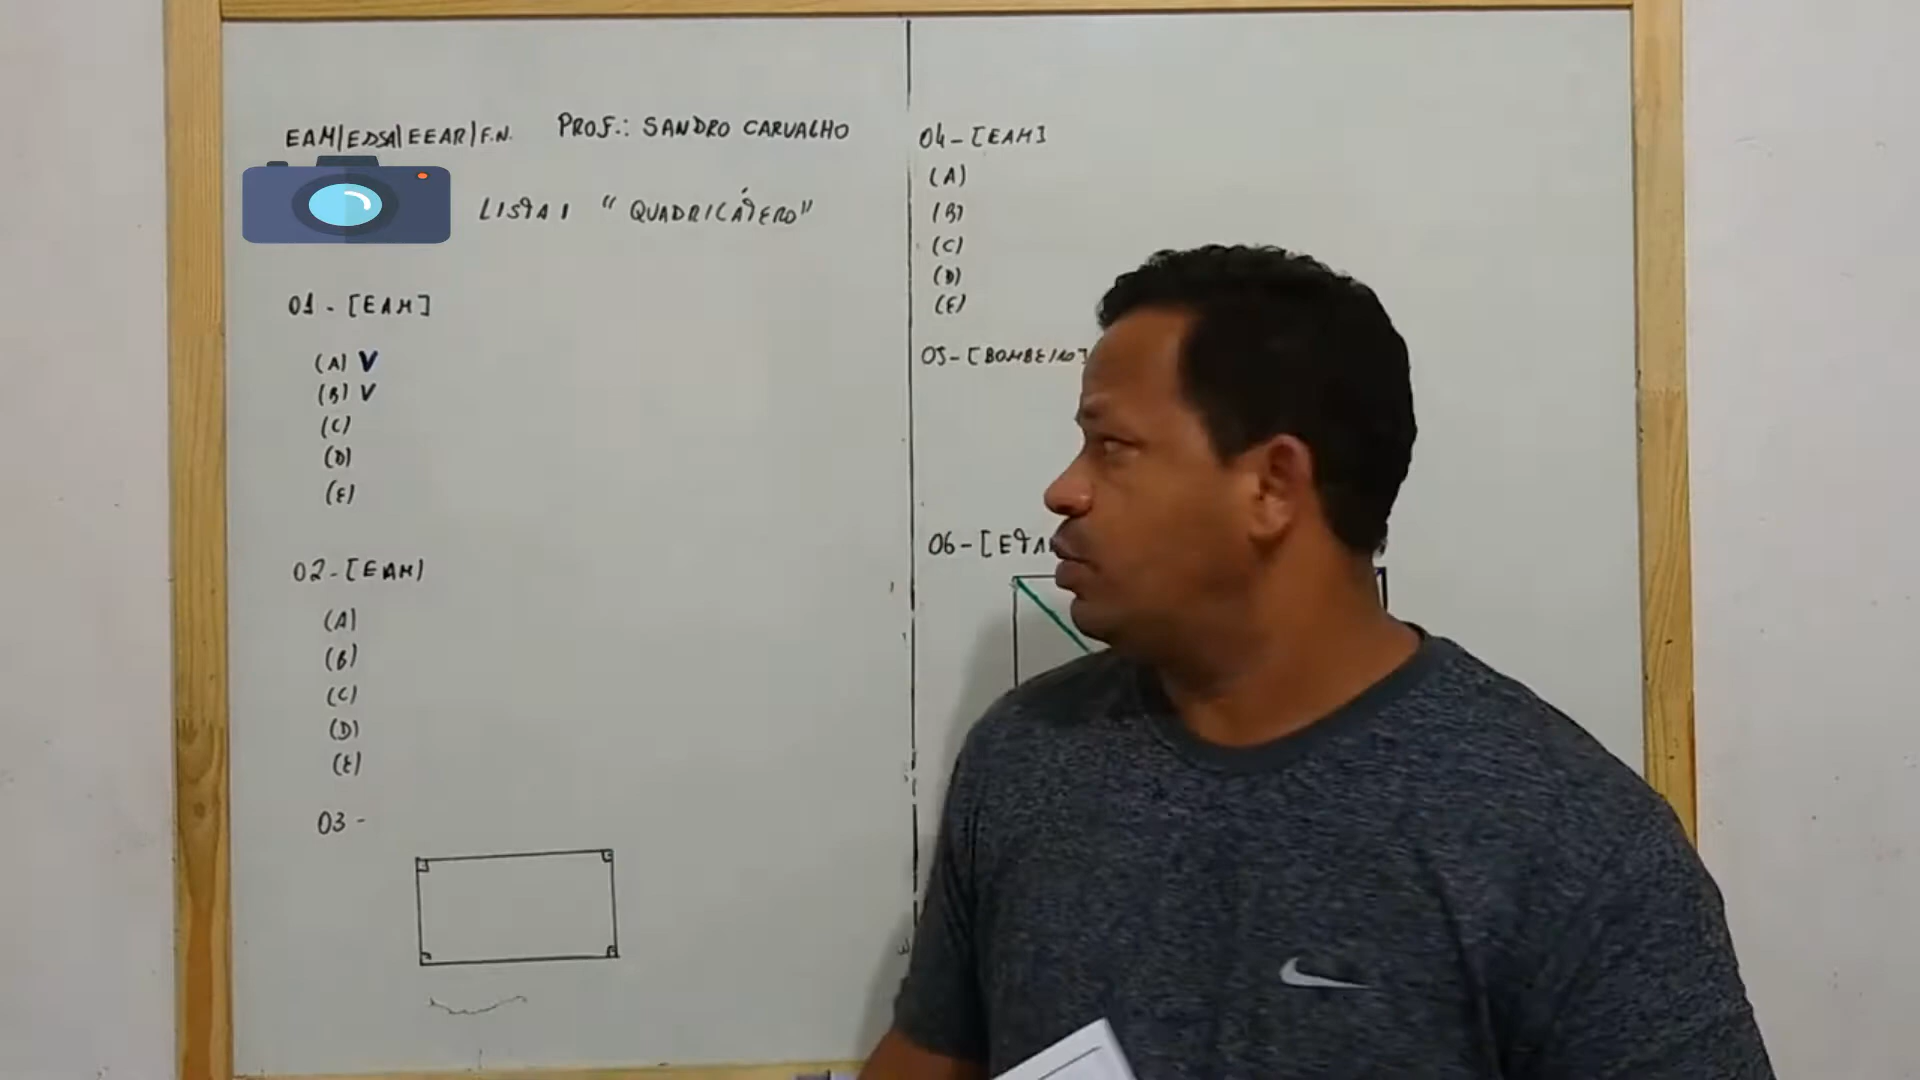 EAM/EDSA/EEAR/F.N. PROF.: SANDRO CARVALHO
LISTA 1 "QUADRILÁTERO"
01 - [EAM]
(A) V
(B) V
(C)
(D)
(E)
02 - [EAM]
(A)
(B)
(C)
(D)
(E)
03 -
04 - [EAM]
(A)
(B)
(C)
(D)
(E)
05 - [BOMBEIRO]
06 - [ETA